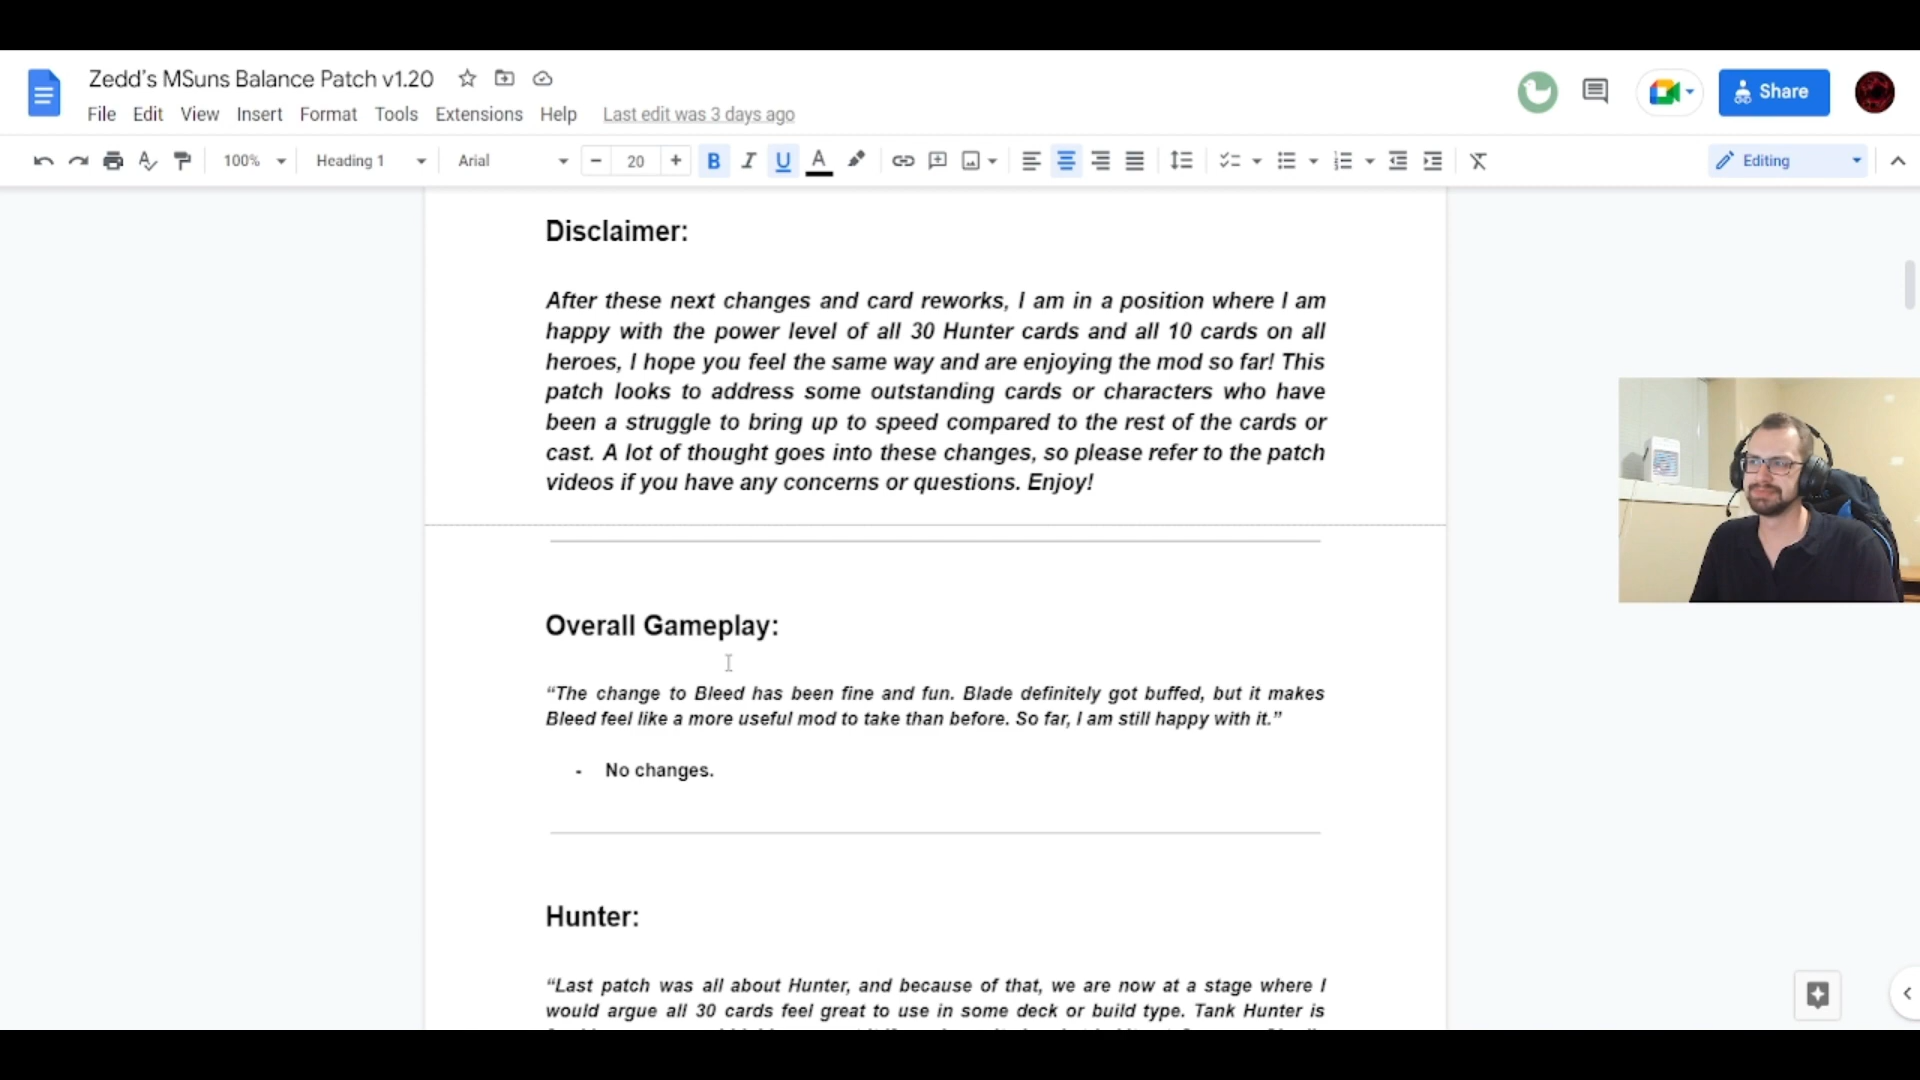 Zedd's MSuns Balance Patch v1.20
File Edit View Insert Format Tools Extensions Help Last edit was 3 days ago
Share
100% Heading 1 Arial - 20 + B I U A Editing
Disclaimer:
After these next changes and card reworks, I am in a position where I am
happy with the power level of all 30 Hunter cards and all 10 cards on all
heroes, I hope you feel the same way and are enjoying the mod so far! This
patch looks to address some outstanding cards or characters who have
been a struggle to bring up to speed compared to the rest of the cards or
cast. A lot of thought goes into these changes, so please refer to the patch
videos if you have any concerns or questions. Enjoy!
Overall Gameplay:
“The change to Bleed has been fine and fun. Blade definitely got buffed, but it makes
Bleed feel like a more useful mod to take than before. So far, I am still happy with it.”
- No changes.
Hunter:
“Last patch was all about Hunter, and because of that, we are now at a stage where I
would argue all 30 cards feel great to use in some deck or build type. Tank Hunter is